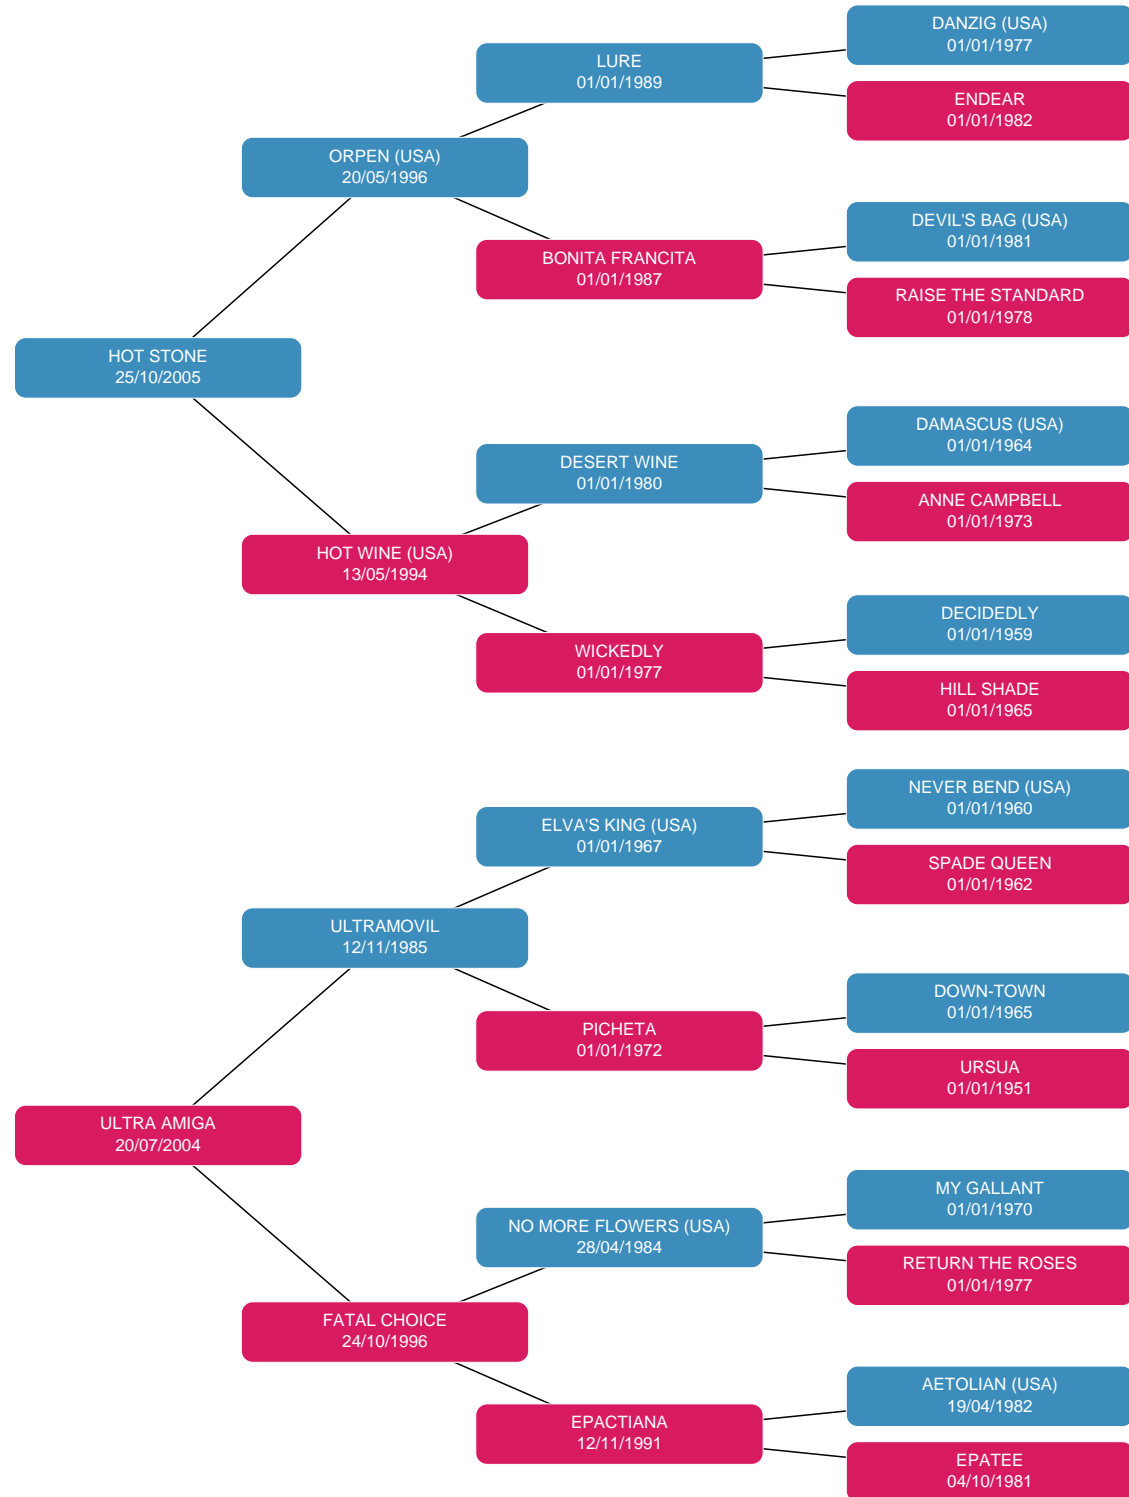 DANZIG (USA)
01/01/1977
LURE
01/01/1989
ENDEAR
01/01/1982
ORPEN (USA)
20/05/1996
DEVIL'S BAG (USA)
01/01/1981
BONITA FRANCITA
01/01/1987
RAISE THE STANDARD
01/01/1978
HOT STONE
25/10/2005
DAMASCUS (USA)
01/01/1964
DESERT WINE
01/01/1980
ANNE CAMPBELL
01/01/1973
HOT WINE (USA)
13/05/1994
DECIDEDLY
01/01/1959
WICKEDLY
01/01/1977
HILL SHADE
01/01/1965
NEVER BEND (USA)
01/01/1960
ELVA'S KING (USA)
01/01/1967
SPADE QUEEN
01/01/1962
ULTRAMOVIL
12/11/1985
DOWN-TOWN
01/01/1965
PICHETA
01/01/1972
URSUA
01/01/1951
ULTRA AMIGA
20/07/2004
MY GALLANT
01/01/1970
NO MORE FLOWERS (USA)
28/04/1984
RETURN THE ROSES
01/01/1977
FATAL CHOICE
24/10/1996
AETOLIAN (USA)
19/04/1982
EPACTIANA
12/11/1991
EPATEE
04/10/1981